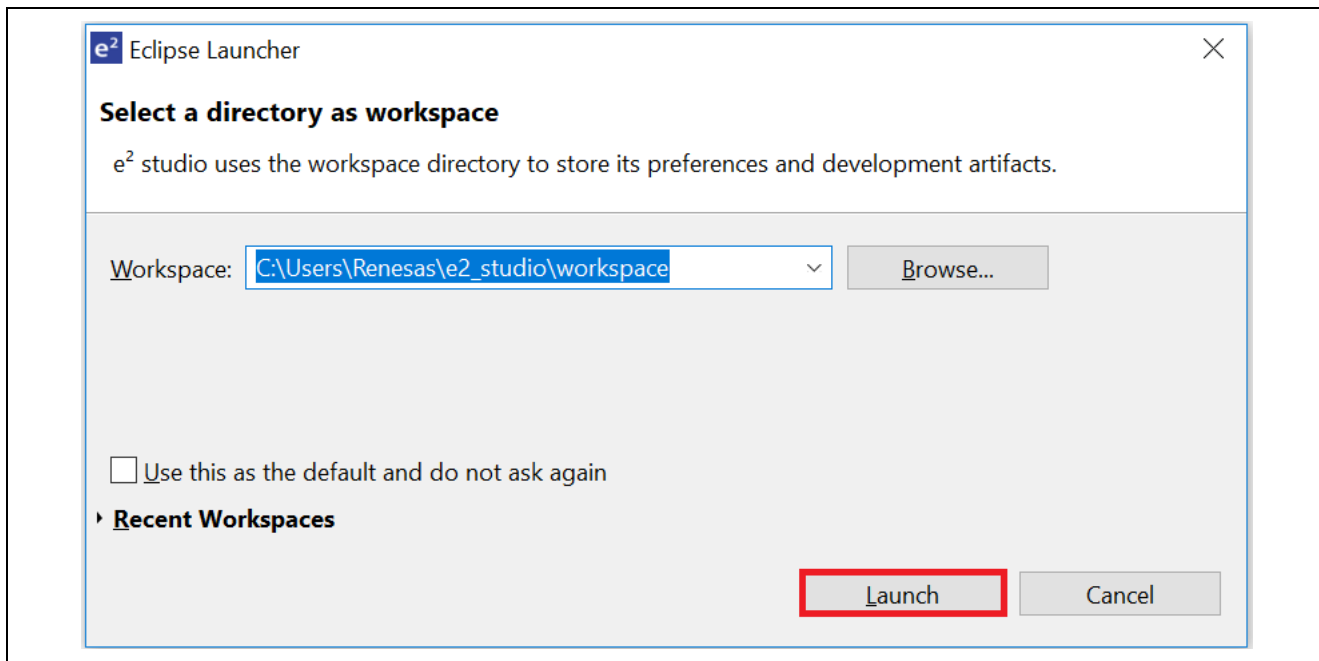 e² Eclipse Launcher
Select a directory as workspace
e² studio uses the workspace directory to store its preferences and development artifacts.
Workspace: C:\Users\Renesas\e2_studio\workspace Browse...
Use this as the default and do not ask again
Recent Workspaces
Launch Cancel